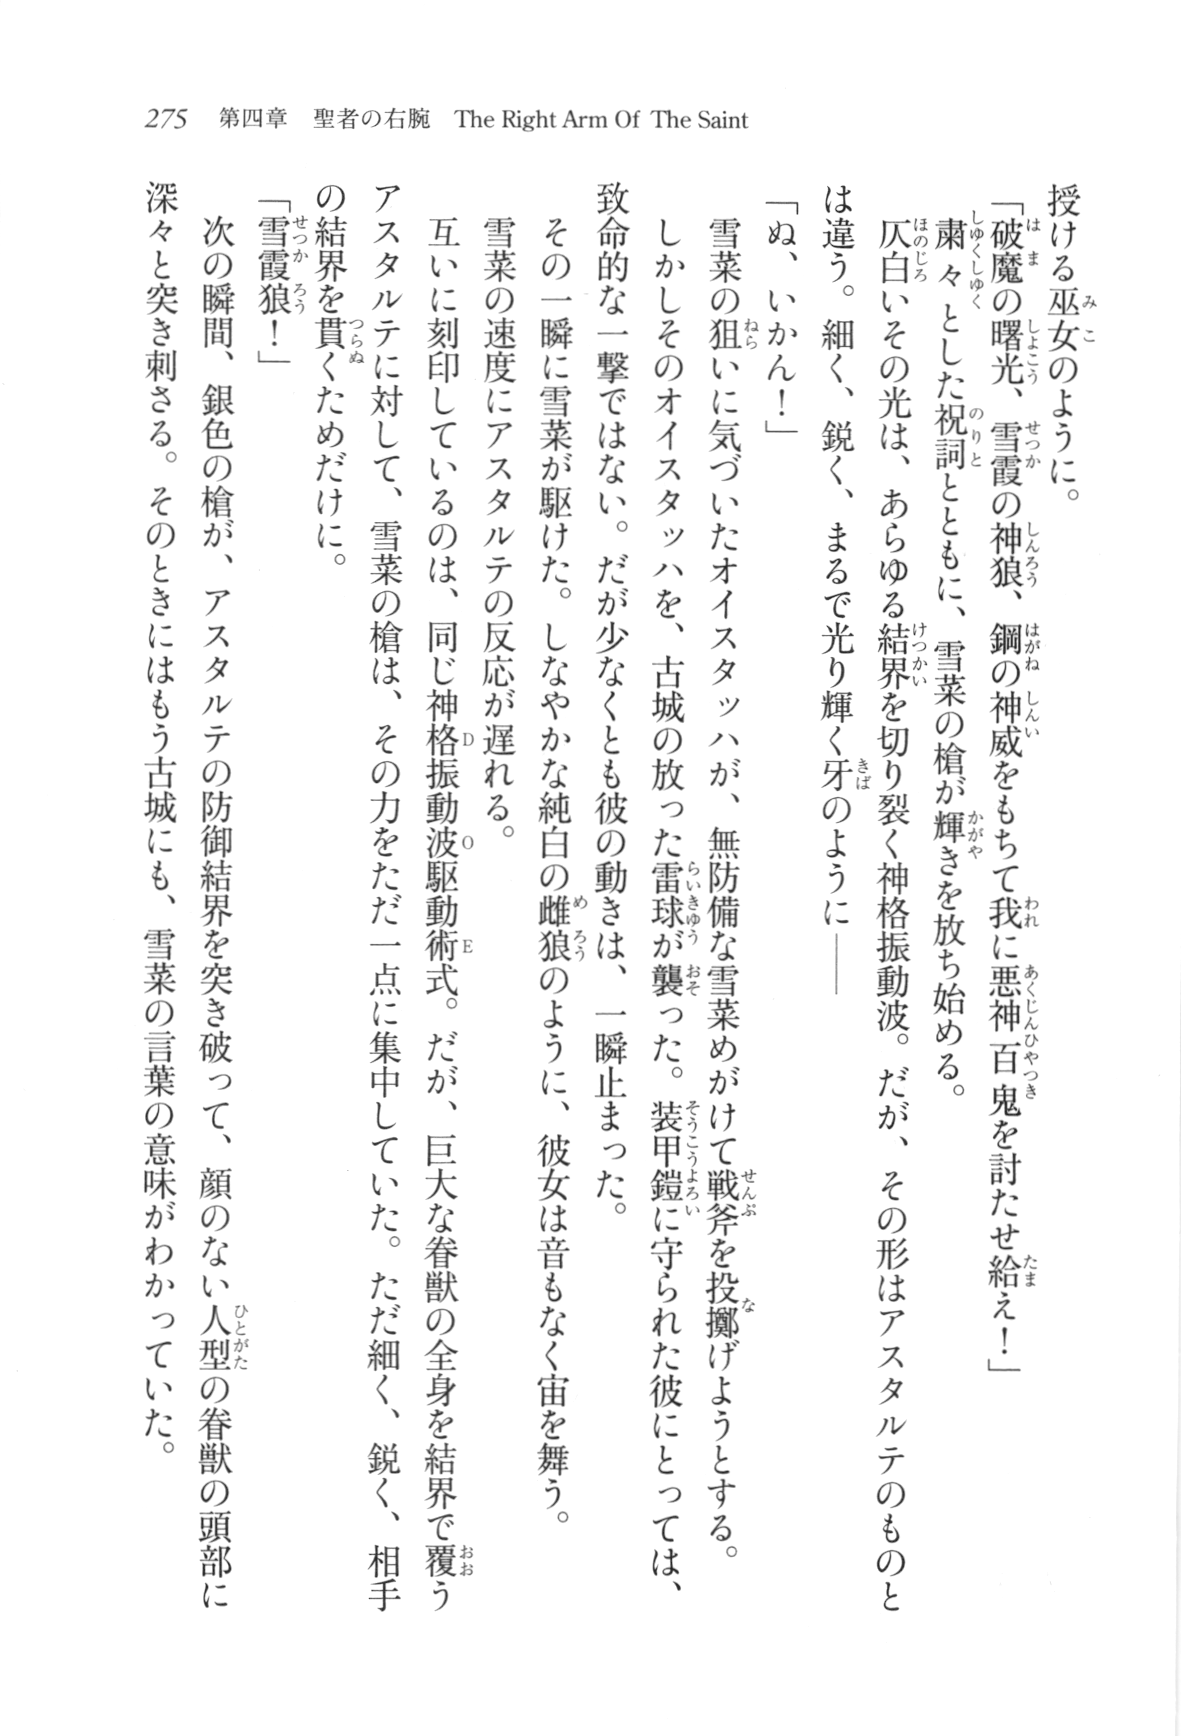 275 第四章 聖者の右腕 The Right Arm Of The Saint
授ける巫女のように。
「破魔の曙光、雪霞の神狼、鋼の神威をもちて我に悪神百鬼を討たせ給え！」
粛々とした祝詞とともに、雪菜の槍が輝きを放ち始める。
仄白いその光は、あらゆる結界を切り裂く神格振動波。だが、その形はアスタルテのものと
は違う。細く、鋭く、まるで光り輝く牙のように――
「ぬ、いかん！」
雪菜の狙いに気づいたオイスタッハが、無防備な雪菜めがけて戦斧を投擲げようとする。
しかしそのオイスタッハを、古城の放った雷球が襲った。装甲鎧に守られた彼にとっては、
致命的な一撃ではない。だが少なくとも彼の動きは、一瞬止まった。
その一瞬に雪菜が駆けた。しなやかな純白の雌狼のように、彼女は音もなく宙を舞う。
雪菜の速度にアスタルテの反応が遅れる。
互いに刻印しているのは、同じ神格振動波駆動術式。だが、巨大な眷獣の全身を結界で覆う
アスタルテに対して、雪菜の槍は、その力をただ一点に集中していた。ただ細く、鋭く、相手
の結界を貫くためだけに。
「雪霞狼！」
次の瞬間、銀色の槍が、アスタルテの防御結界を突き破って、顔のない人型の眷獣の頭部に
深々と突き刺さる。そのときにはもう古城にも、雪菜の言葉の意味がわかっていた。